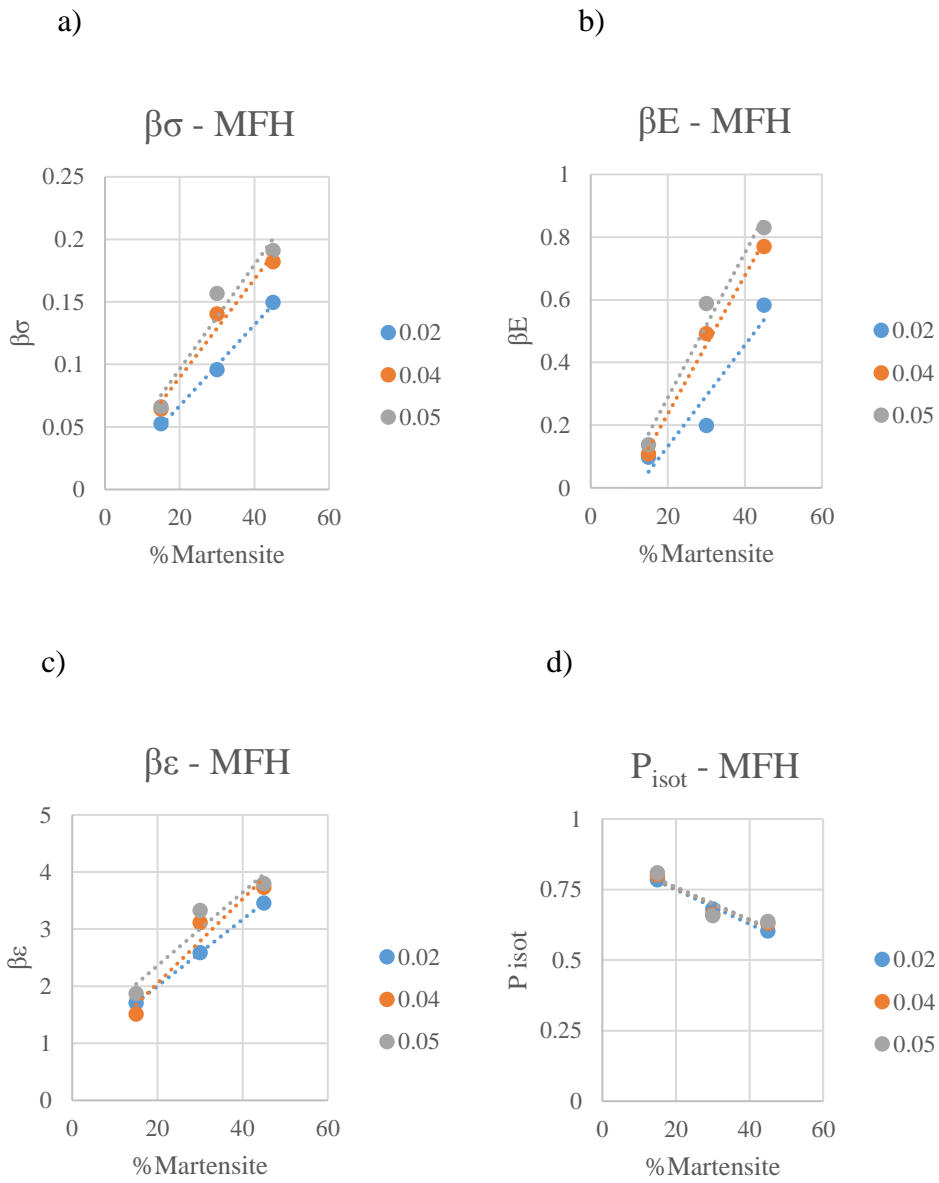 a)
βσ - MFH
0.25
0.2
0.15
0.1
0.05
0
0 20 40 60
βσ
%Martensite
0.02
0.04
0.05
b)
βE - MFH
1
0.8
0.6
0.4
0.2
0
0 20 40 60
βE
%Martensite
0.02
0.04
0.05
c)
βε - MFH
5
4
3
2
1
0
0 20 40 60
βε
%Martensite
0.02
0.04
0.05
d)
Pisot - MFH
1
0.75
0.5
0.25
0
0 20 40 60
P isot
%Martensite
0.02
0.04
0.05